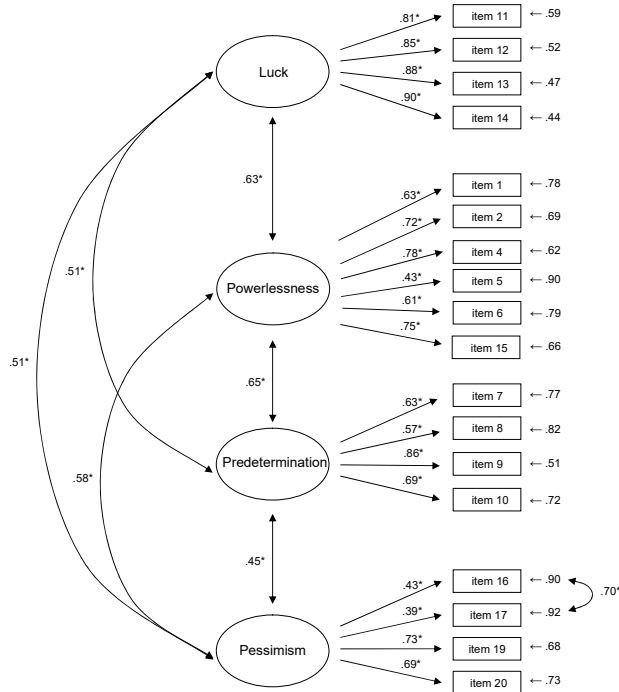 .81* item 11 ← .59
.85* item 12 ← .52
Luck
.88* item 13 ← .47
.90* item 14 ← .44
.63*
.63* item 1 ← .78
.72* item 2 ← .69
.78* item 4 ← .62
.51*
Powerlessness
.43* item 5 ← .90
.61* item 6 ← .79
.75* item 15 ← .66
.51*
.65*
.63* item 7 ← .77
.57* item 8 ← .82
Predetermination
.86* item 9 ← .51
.58*
.69* item 10 ← .72
.45*
.43* item 16 ← .90
.70*
.39* item 17 ← .92
Pessimism
.73* item 19 ← .68
.69* item 20 ← .73